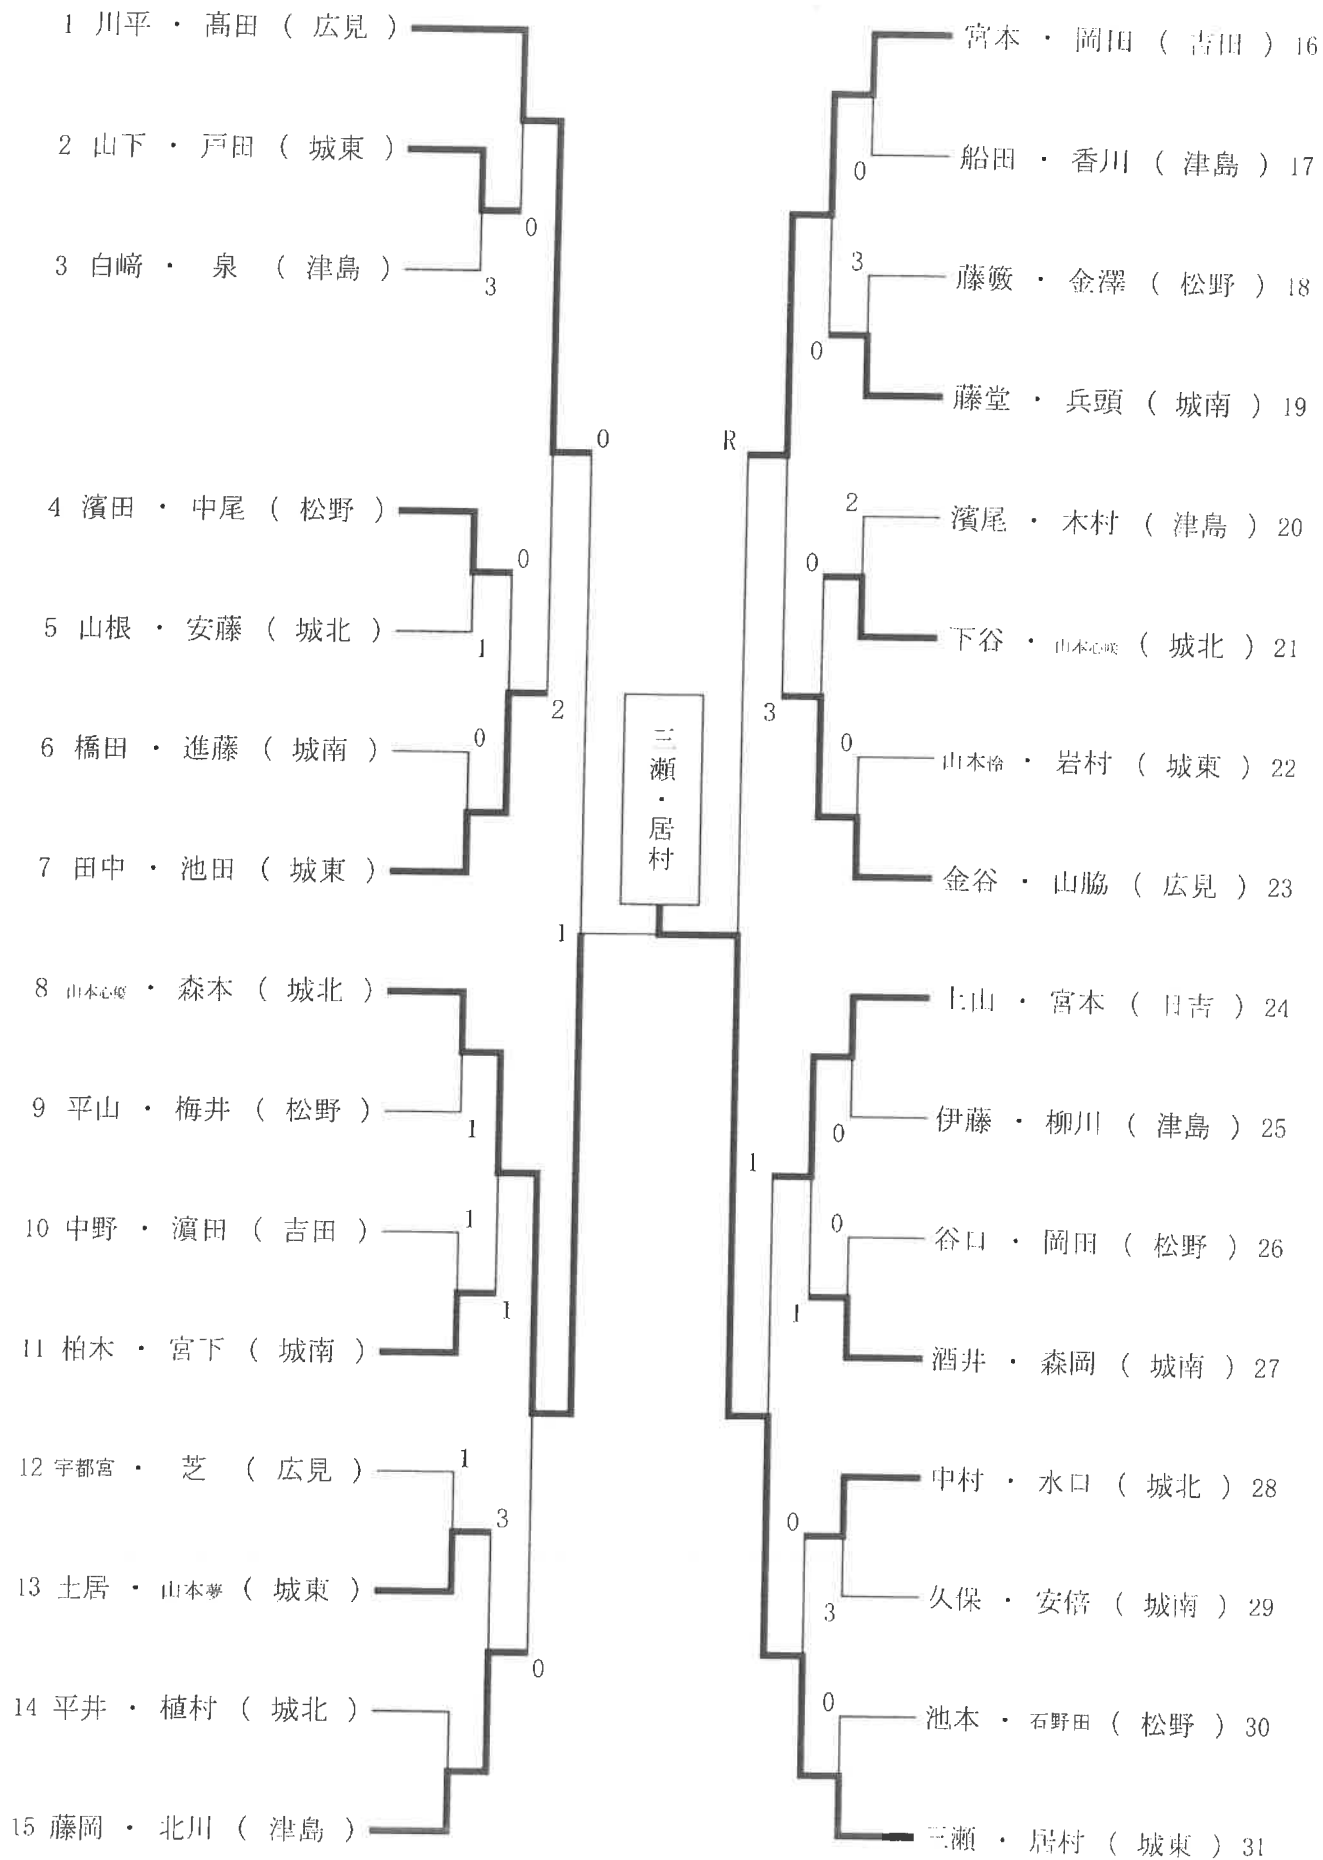 1 川平 ・髙田 ( 広見 )
2 山下 ・ 戸田 ( 城東 )
3 白﨑 ・ 泉 ( 津島 )
0
3
4 濱田 ・ 中尾 ( 松野 )
5 山根 ・ 安藤 ( 城北 )
0
1
6 橋田 ・ 進藤 ( 城南 )
7 田中 ・ 池田 ( 城東 )
0
2
0
8 山本心優 ・ 森本 ( 城北 )
9 平山 ・ 梅井 ( 松野 )
1
10 中野 ・ 濵田 ( 吉田 )
11 柏木 ・ 宮下 ( 城南 )
1
1
12 宇都宮 ・ 芝 ( 広見 )
13 土居 ・ 山本夢 ( 城東 )
1
3
14 平井 ・ 植村 ( 城北 )
15 藤岡 ・ 北川 ( 津島 )
0
1
三瀬・居村
宮本 ・ 岡田 ( 吉田 ) 16
船田 ・ 香川 ( 津島 ) 17
0
藤籔 ・ 金澤 ( 松野 ) 18
藤堂 ・ 兵頭 ( 城南 ) 19
3
0
R
濱尾 ・ 木村 ( 津島 ) 20
下谷 ・ 山本心咲 ( 城北 ) 21
2
0
山本 ・ 岩村 ( 城東 ) 22
金谷 ・ 山脇 ( 広見 ) 23
0
3
上山 ・ 宮本 ( 日吉 ) 24
伊藤 ・ 柳川 ( 津島 ) 25
0
谷口 ・ 岡田 ( 松野 ) 26
酒井 ・ 森岡 ( 城南 ) 27
0
1
1
中村 ・ 水口 ( 城北 ) 28
久保 ・ 安倍 ( 城南 ) 29
0
3
池本 ・ 石野田 ( 松野 ) 30
三瀬 ・ 居村 ( 城東 ) 31
0